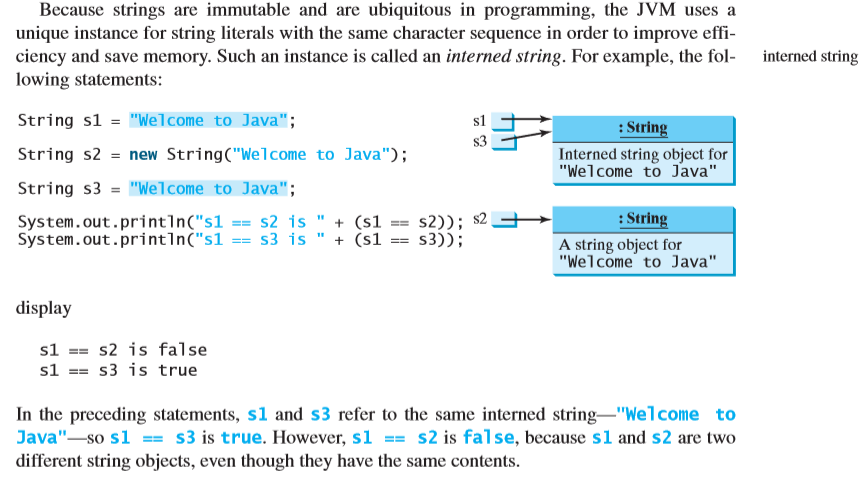 Because strings are immutable and are ubiquitous in programming, the JVM uses a
unique instance for string literals with the same character sequence in order to improve effi-
ciency and save memory. Such an instance is called an interned string. For example, the fol-
lowing statements:
interned string
String s1 = "Welcome to Java";
String s2 = new String("Welcome to Java");
String s3 = "Welcome to Java";
System.out.println("s1 == s2 is " + (s1 == s2));
System.out.println("s1 == s3 is " + (s1 == s3));
s1
s3
: String
Interned string object for
"Welcome to Java"
s2
: String
A string object for
"Welcome to Java"
display
s1 == s2 is false
s1 == s3 is true
In the preceding statements, s1 and s3 refer to the same interned string—"Welcome to
Java"—so s1 == s3 is true. However, s1 == s2 is false, because s1 and s2 are two
different string objects, even though they have the same contents.